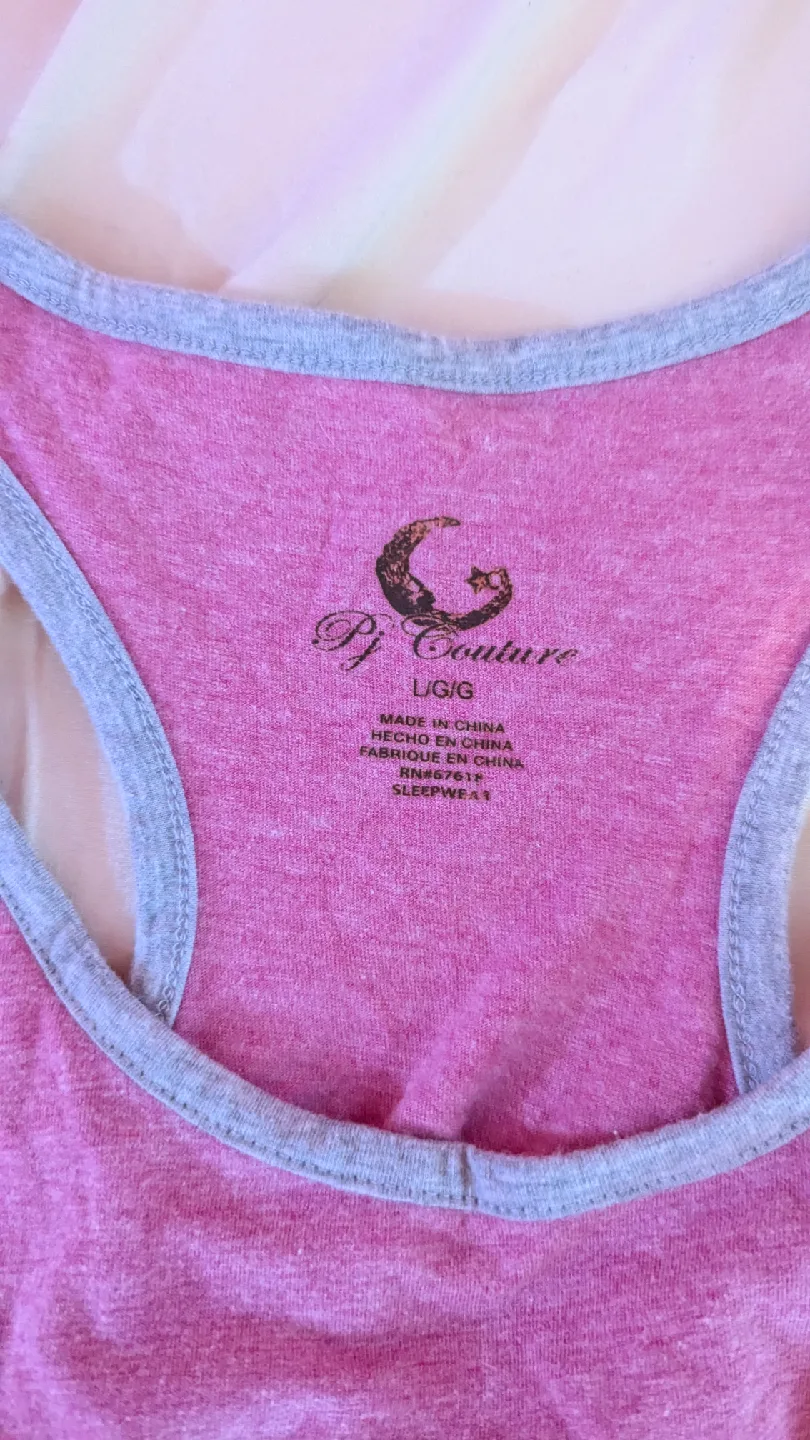 Pj Couture
L/G/G
MADE IN CHINA
HECHO EN CHINA
FABRIQUE EN CHINA
SLEEPWEAR